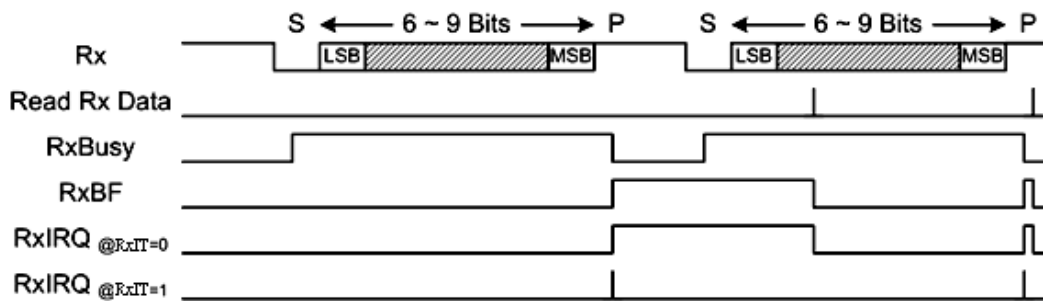 S 6 ~ 9 Bits P S 6 ~ 9 Bits P
Rx LSB MSB LSB MSB
Read Rx Data
RxBusy
RxBF
RxIRQ @RxIT=0
RxIRQ @RxIT=1